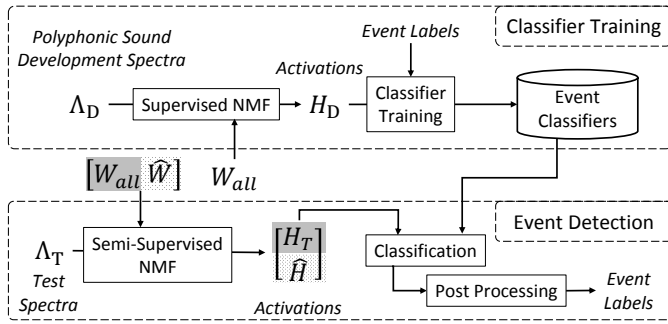 Classifier Training
Polyphonic Sound
Development Spectra
Event Labels
Activations
Λ_D
Supervised NMF
H_D
Classifier
Training
Event
Classifiers
[W_all Ŵ]
W_all
Event Detection
Λ_T
Test
Spectra
Semi-Supervised
NMF
[H_T
Ĥ]
Activations
Classification
Post Processing
Event
Labels